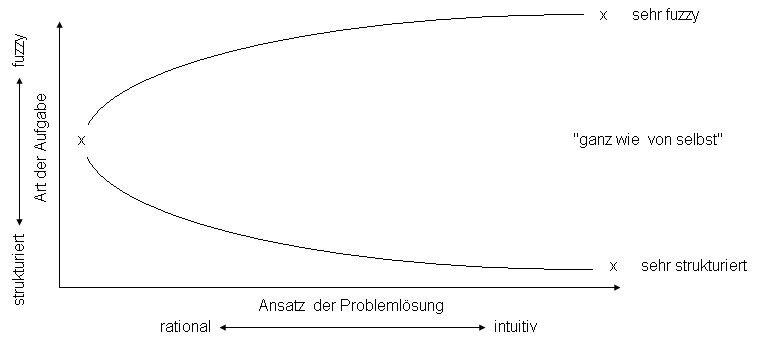 x sehr fuzzy
fuzzy
Art der Aufgabe
x
"ganz wie von selbst"
strukturiert
x sehr strukturiert
Ansatz der Problemlösung
rational intuitiv